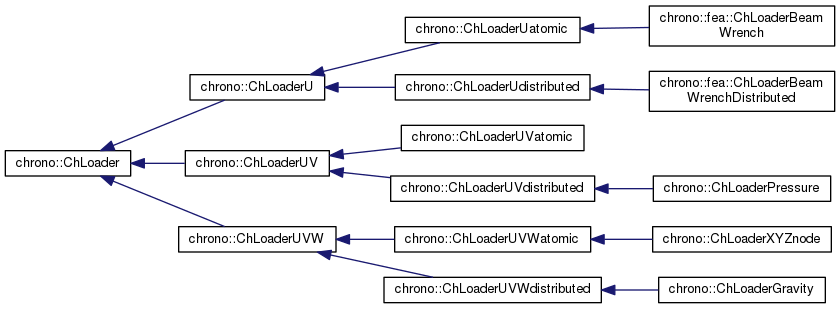 chrono::ChLoader
chrono::ChLoaderU
chrono::ChLoaderUatomic
chrono::fea::ChLoaderBeam
Wrench
chrono::ChLoaderUdistributed
chrono::fea::ChLoaderBeam
WrenchDistributed
chrono::ChLoaderUV
chrono::ChLoaderUVatomic
chrono::ChLoaderUVdistributed
chrono::ChLoaderPressure
chrono::ChLoaderUVW
chrono::ChLoaderUVWatomic
chrono::ChLoaderXYZnode
chrono::ChLoaderUVWdistributed
chrono::ChLoaderGravity